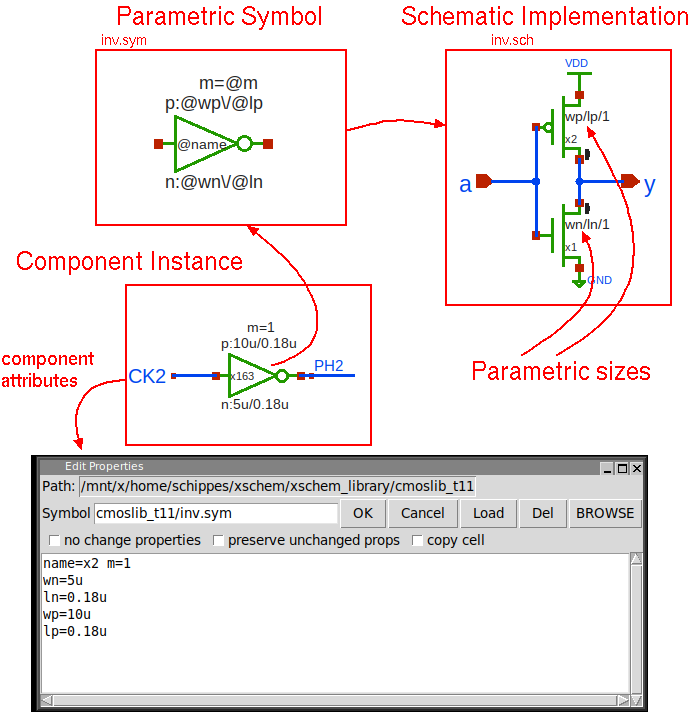 Parametric Symbol
inv.sym
m=@m
p:@wp\/@lp
@name
n:@wn\/@ln
Schematic Implementation
inv.sch
VDD
wp/lp/1
x2
a
y
wn/ln/1
x1
GND
Parametric sizes
Component Instance
m=1
p:10u/0.18u
CK2
x163
PH2
n:5u/0.18u
component
attributes
Edit Properties
Path: /mnt/x/home/schippes/xschem/xschem_library/cmoslib_t11
Symbol cmoslib_t11/inv.sym OK Cancel Load Del BROWSE
no change properties preserve unchanged props copy cell
name=x2 m=1
wn=5u
ln=0.18u
wp=10u
lp=0.18u